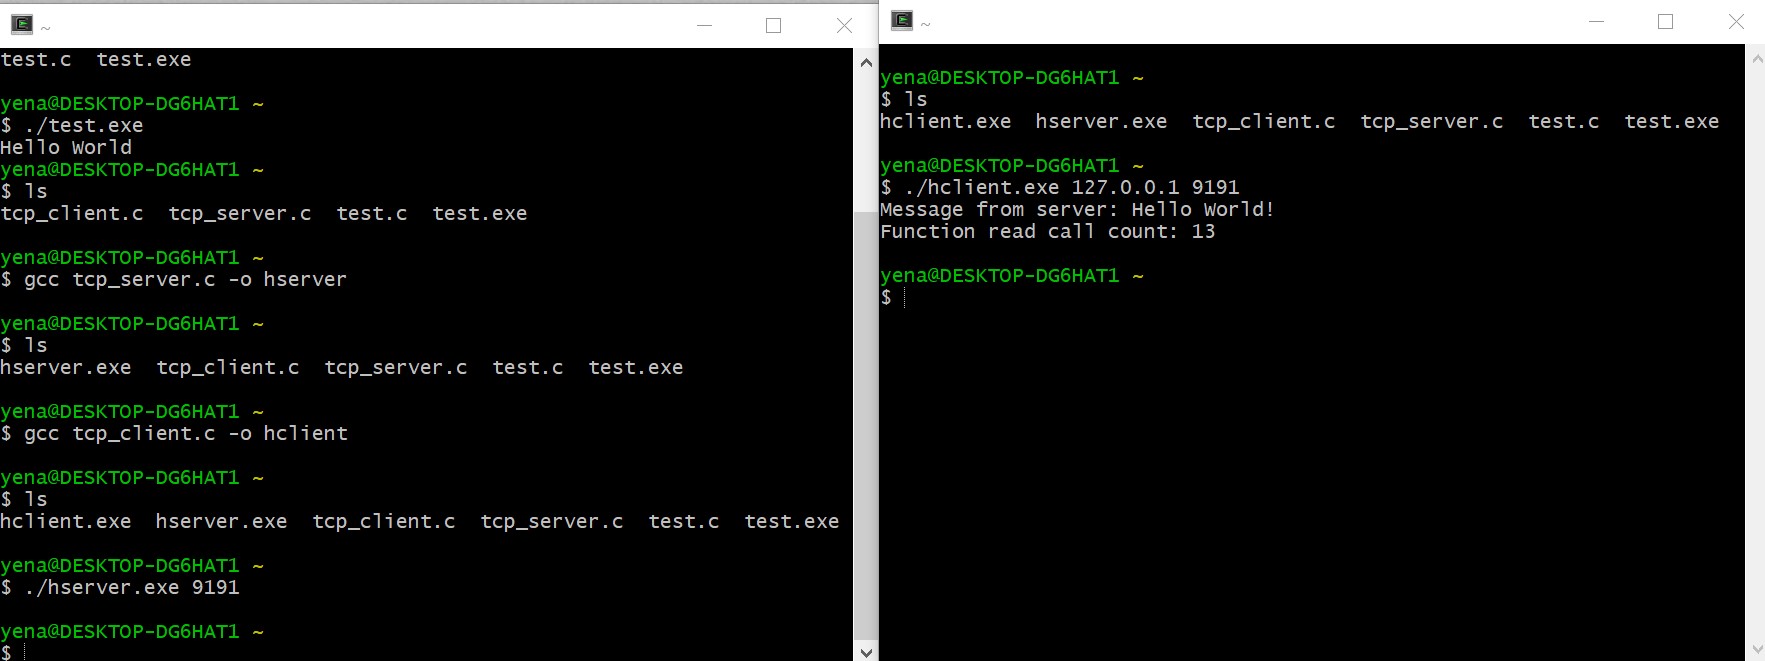 ~
test.c  test.exe
yena@DESKTOP-DG6HAT1 ~
$ ./test.exe
Hello World
yena@DESKTOP-DG6HAT1 ~
$ ls
tcp_client.c  tcp_server.c  test.c  test.exe
yena@DESKTOP-DG6HAT1 ~
$ gcc tcp_server.c -o hserver
yena@DESKTOP-DG6HAT1 ~
$ ls
hserver.exe  tcp_client.c  tcp_server.c  test.c  test.exe
yena@DESKTOP-DG6HAT1 ~
$ gcc tcp_client.c -o hclient
yena@DESKTOP-DG6HAT1 ~
$ ls
hclient.exe  hserver.exe  tcp_client.c  tcp_server.c  test.c  test.exe
yena@DESKTOP-DG6HAT1 ~
$ ./hserver.exe 9191
yena@DESKTOP-DG6HAT1 ~
$
~
yena@DESKTOP-DG6HAT1 ~
$ ls
hclient.exe  hserver.exe  tcp_client.c  tcp_server.c  test.c  test.exe
yena@DESKTOP-DG6HAT1 ~
$ ./hclient.exe 127.0.0.1 9191
Message from server: Hello World!
Function read call count: 13
yena@DESKTOP-DG6HAT1 ~
$